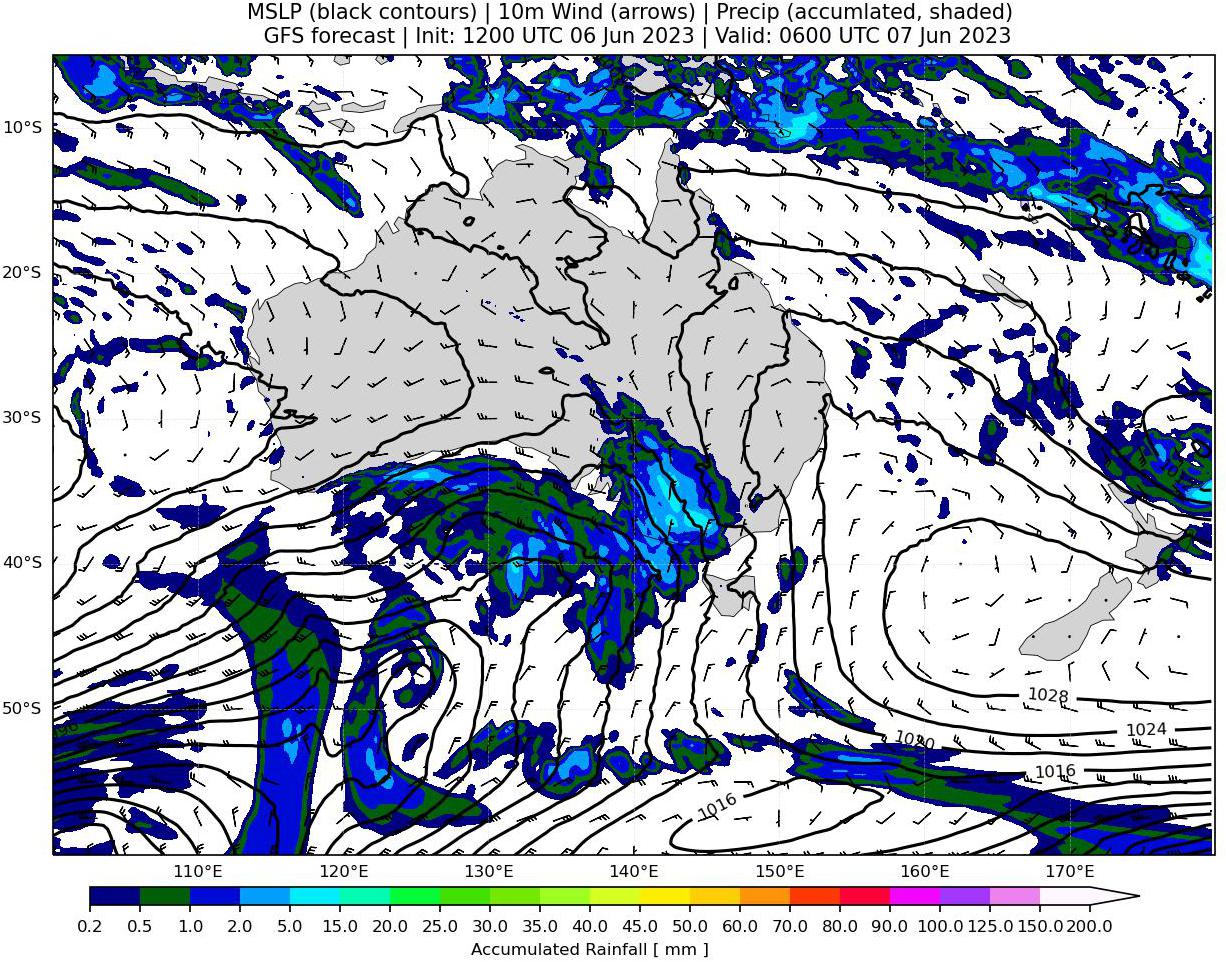 MSLP (black contours) | 10m Wind (arrows) | Precip (accumlated, shaded)
GFS forecast | Init: 1200 UTC 06 Jun 2023 | Valid: 0600 UTC 07 Jun 2023
10°S
20°S
30°S
40°S
50°S
1028
1024
1020
1016
1016
110°E 120°E 130°E 140°E 150°E 160°E 170°E
0.2 0.5 1.0 2.0 5.0 10.0 15.0 20.0 25.0 30.0 35.0 40.0 45.0 50.0 60.0 70.0 80.0 90.0 100.0 125.0 150.0 200.0
Accumulated Rainfall [ mm ]